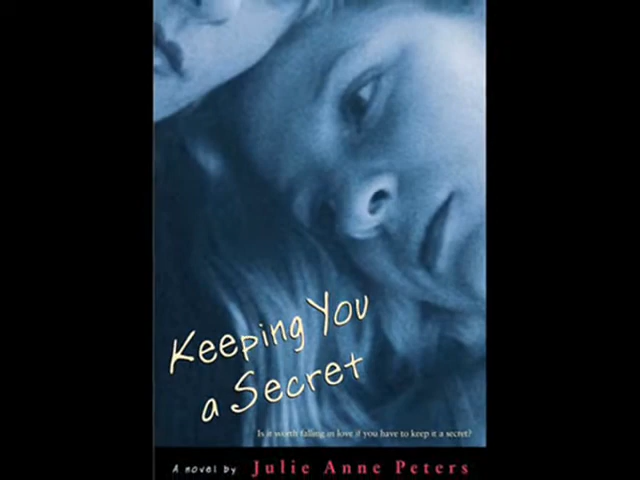 Keeping You
a Secret
Is it worth falling in love if you have to keep it a secret?
A novel by Julie Anne Peters